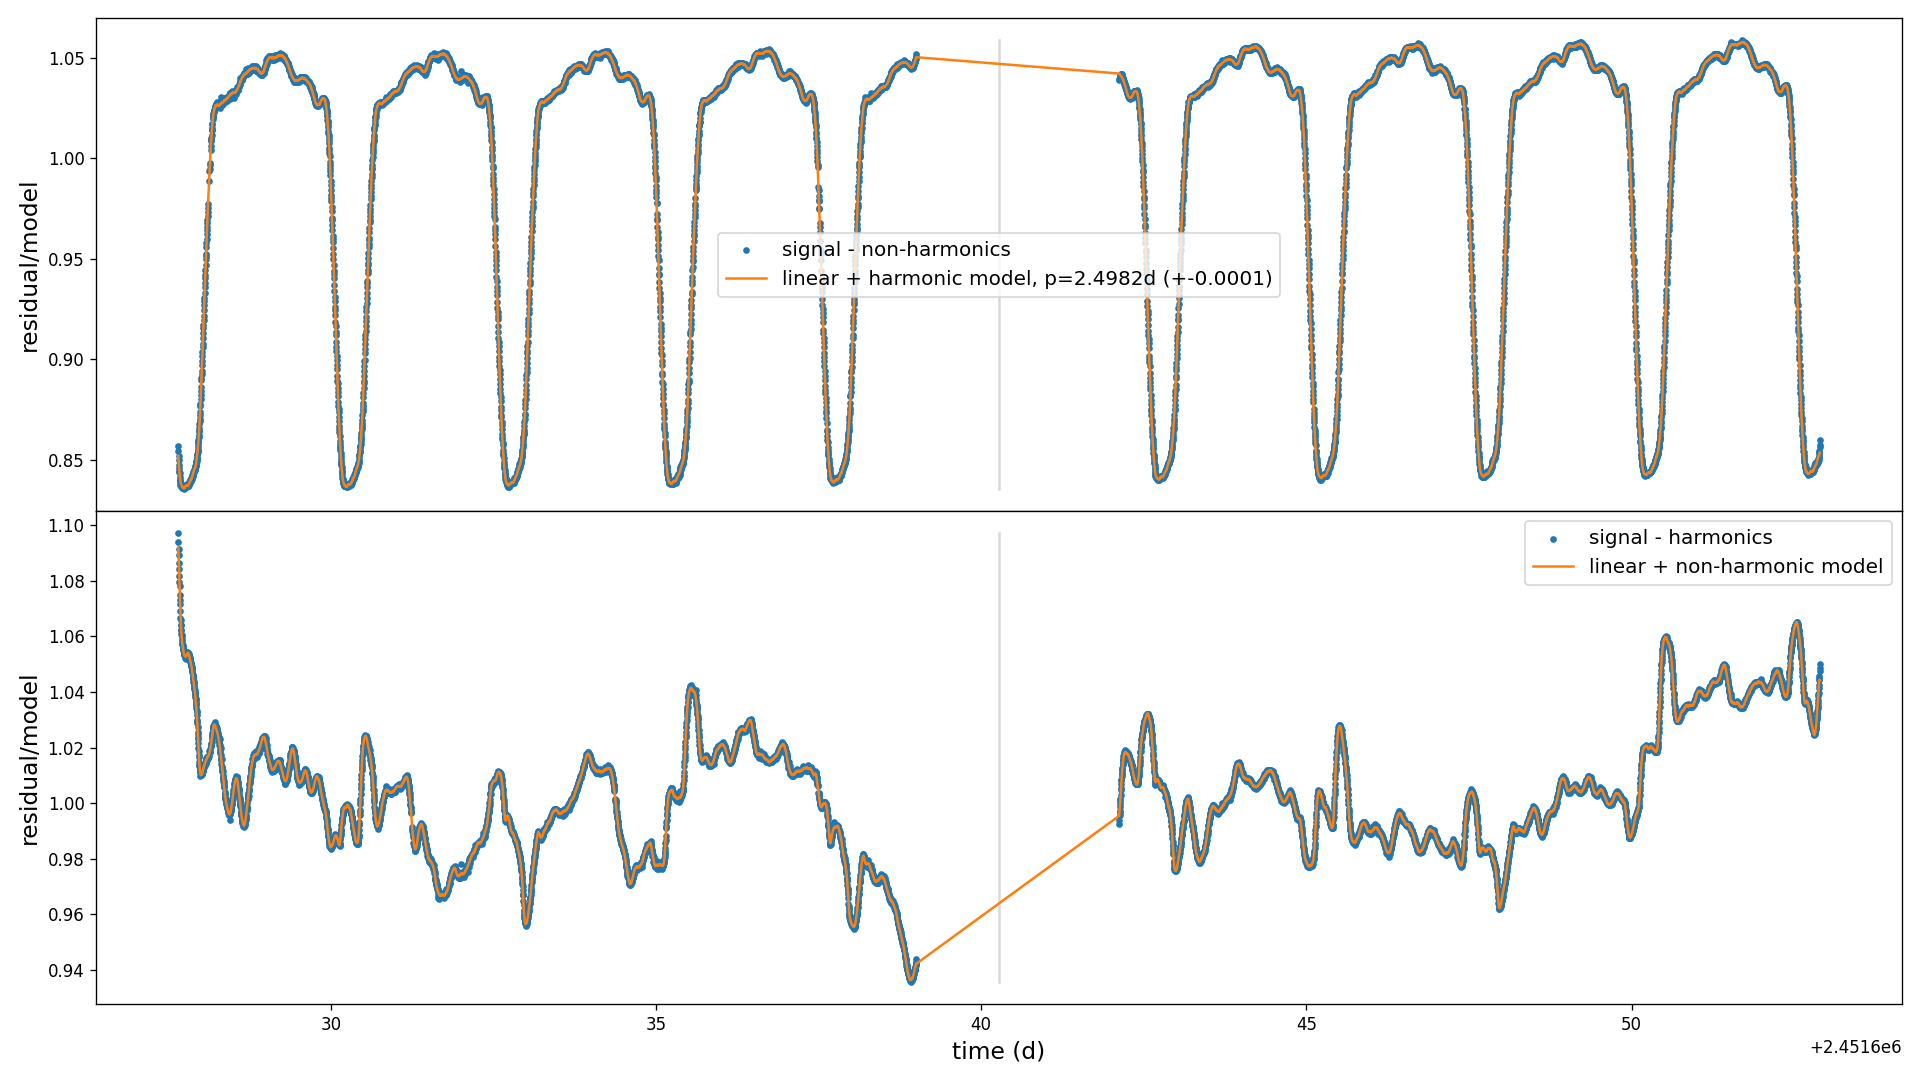 residual/model
1.05
1.00
0.95
0.90
0.85
signal - non-harmonics
linear + harmonic model, p=2.4982d (+-0.0001)
residual/model
1.10
1.08
1.06
1.04
1.02
1.00
0.98
0.96
0.94
signal - harmonics
linear + non-harmonic model
30 35 40 45 50
time (d)
+2.4516e6